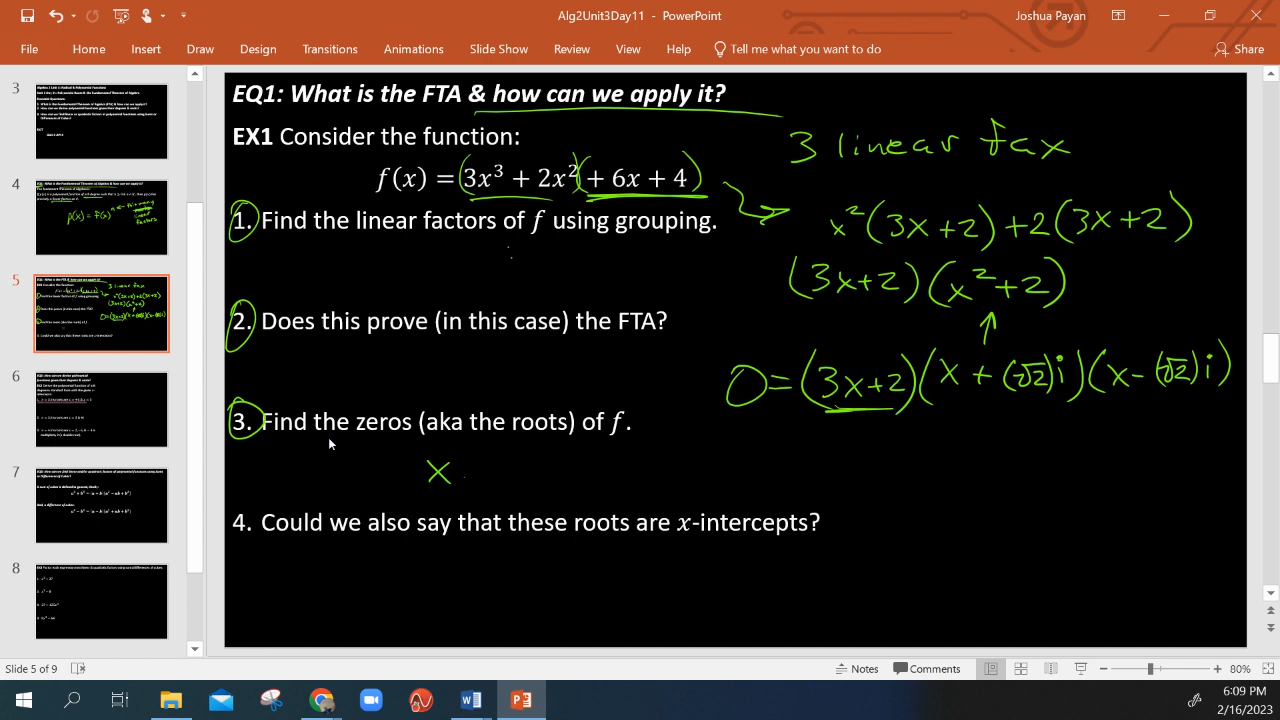 Alg2Unit3Day11 - PowerPoint
Joshua Payan
File Home Insert Draw Design Transitions Animations Slide Show Review View Help Tell me what you want to do Share
3
5
6
7
8
EQ1: What is the FTA & how can we apply it?
EX1 Consider the function:
3 linear fax
f(x) = (3x³ + 2x²)(+ 6x + 4)
1. Find the linear factors of f using grouping.
x²(3x+2)+2(3x+2)
(3x+2)(x²+2)
2. Does this prove (in this case) the FTA?
0=(3x+2)(x+(√2)i)(x-(√2)i)
3. Find the zeros (aka the roots) of f.
x
4. Could we also say that these roots are x-intercepts?
Slide 5 of 9
Notes Comments 80%
6:09 PM
2/16/2023